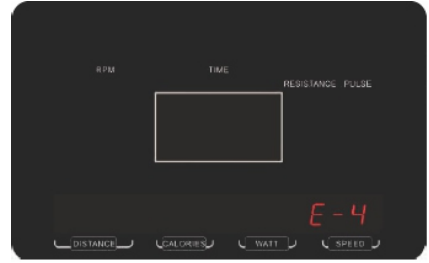 RPM
TIME
RESISTANCE PULSE
E-4
DISTANCE CALORIES WATT SPEED